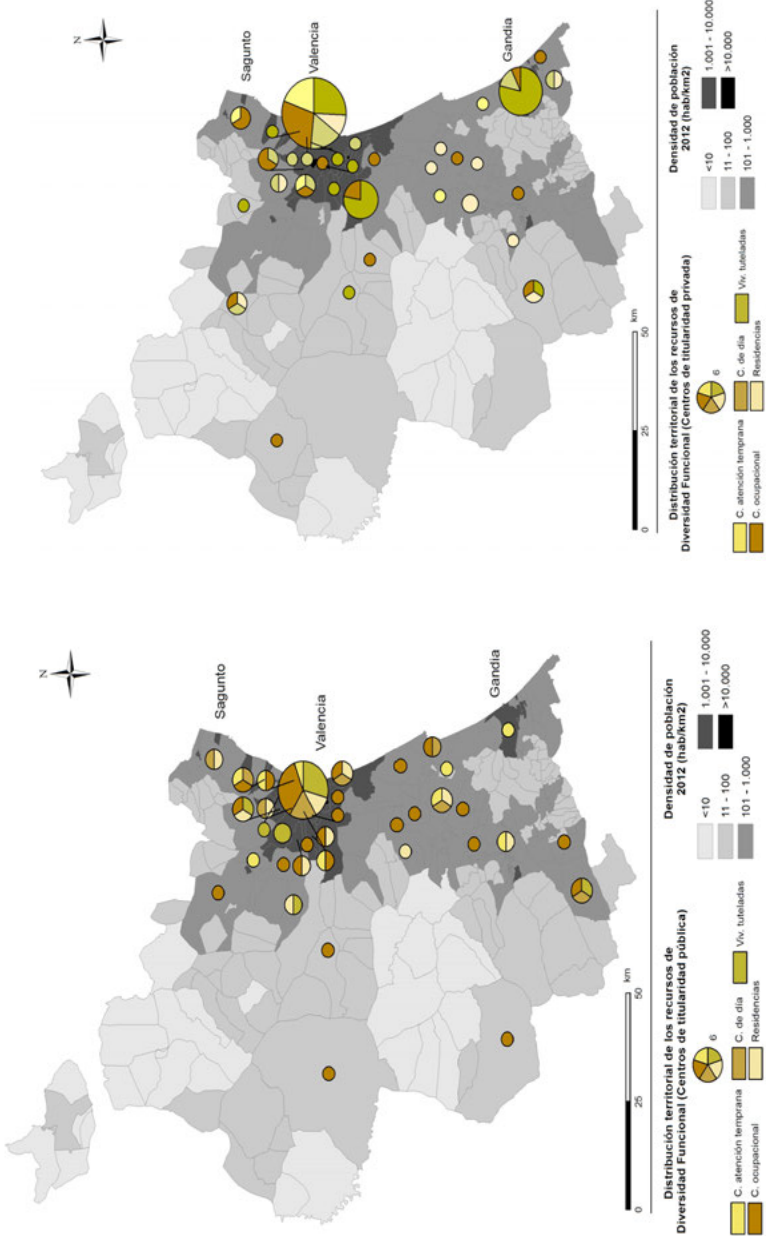 N
Sagunto
Valencia
Gandia
0
25
50
km
Distribución territorial de los recursos de
Diversidad Funcional (Centros de titularidad pública)
6
C. atención temprana
C. de día
Viv. tuteladas
C. ocupacional
Residencias
Densidad de población
2012 (hab/km2)
<10
1.001 - 10.000
11 - 100
>10.000
101 - 1.000
N
Sagunto
Valencia
Gandia
0
25
50
km
Distribución territorial de los recursos de
Diversidad Funcional (Centros de titularidad privada)
6
C. atención temprana
C. de día
Viv. tuteladas
C. ocupacional
Residencias
Densidad de población
2012 (hab/km2)
<10
1.001 - 10.000
11 - 100
>10.000
101 - 1.000